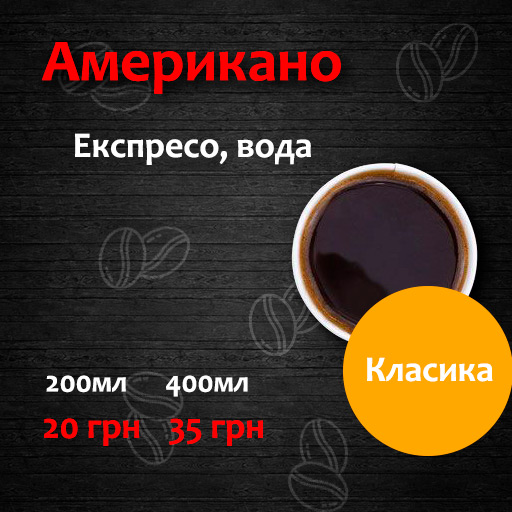 Американо
Експресо, вода
Класика
200мл 400мл
20 грн 35 грн